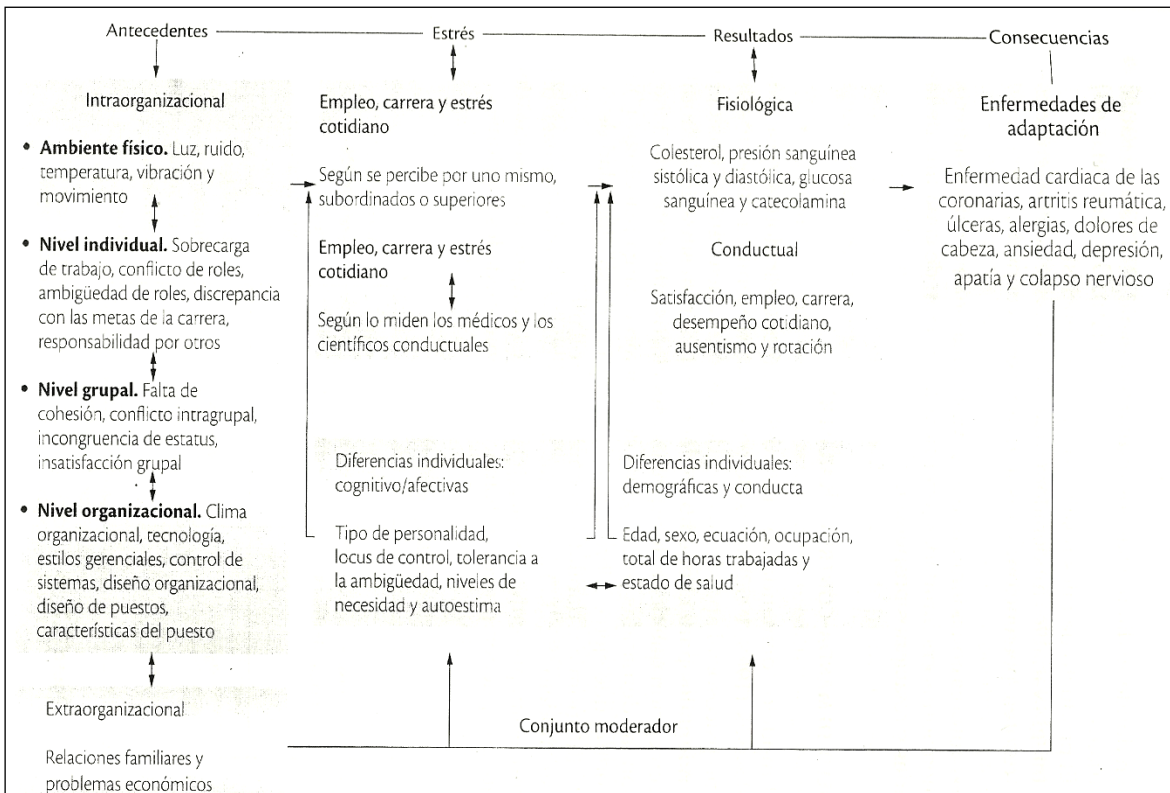 Antecedentes
Estrés
Resultados
Consecuencias
Intraorganizacional
• Ambiente físico. Luz, ruido,
temperatura, vibración y
movimiento
• Nivel individual. Sobrecarga
de trabajo, conflicto de roles,
ambigüedad de roles, discrepancia
con las metas de la carrera,
responsabilidad por otros
• Nivel grupal. Falta de
cohesión, conflicto intragrupal,
incongruencia de estatus,
insatisfacción grupal
• Nivel organizacional. Clima
organizacional, tecnología,
estilos gerenciales, control de
sistemas, diseño organizacional,
diseño de puestos,
características del puesto
Extraorganizacional
Relaciones familiares y
problemas económicos
Empleo, carrera y estrés
cotidiano
Según se percibe por uno mismo,
subordinados o superiores
Empleo, carrera y estrés
cotidiano
Según lo miden los médicos y los
científicos conductuales
Diferencias individuales:
cognitivo/afectivas
Tipo de personalidad,
locus de control, tolerancia a
la ambigüedad, niveles de
necesidad y autoestima
Fisiológica
Colesterol, presión sanguínea
sistólica y diastólica, glucosa
sanguínea y catecolamina
Conductual
Satisfacción, empleo, carrera,
desempeño cotidiano,
ausentismo y rotación
Diferencias individuales:
demográficas y conducta
Edad, sexo, ecuación, ocupación,
total de horas trabajadas y
estado de salud
Enfermedades de
adaptación
Enfermedad cardiaca de las
coronarias, artritis reumática,
úlceras, alergias, dolores de
cabeza, ansiedad, depresión,
apatía y colapso nervioso
Conjunto moderador